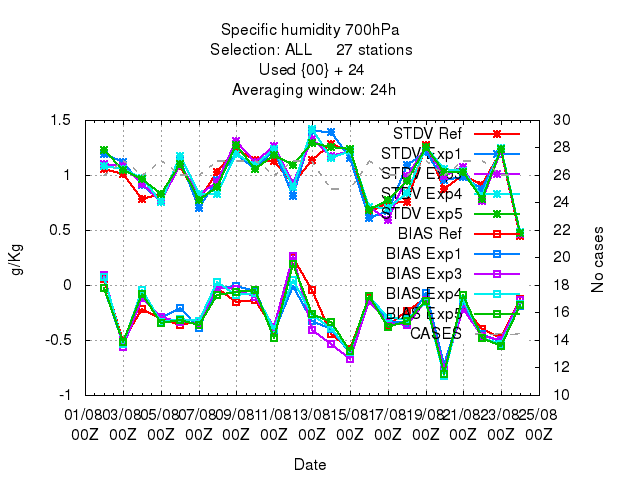 Specific humidity 700hPa
Selection: ALL 27 stations
Used {00} + 24
Averaging window: 24h
1.5
1
0.5
0
-0.5
-1
g/Kg
30
28
26
24
22
20
18
16
14
12
10
No cases
STDV Ref
STDV Exp1
STDV Exp3
STDV Exp4
STDV Exp5
BIAS Ref
BIAS Exp1
BIAS Exp3
BIAS Exp4
BIAS Exp5
CASES
01/08 03/08 05/08 07/08 09/08 11/08 13/08 15/08 17/08 19/08 21/08 23/08 25/08
00Z 00Z 00Z 00Z 00Z 00Z 00Z 00Z 00Z 00Z 00Z 00Z 00Z
Date